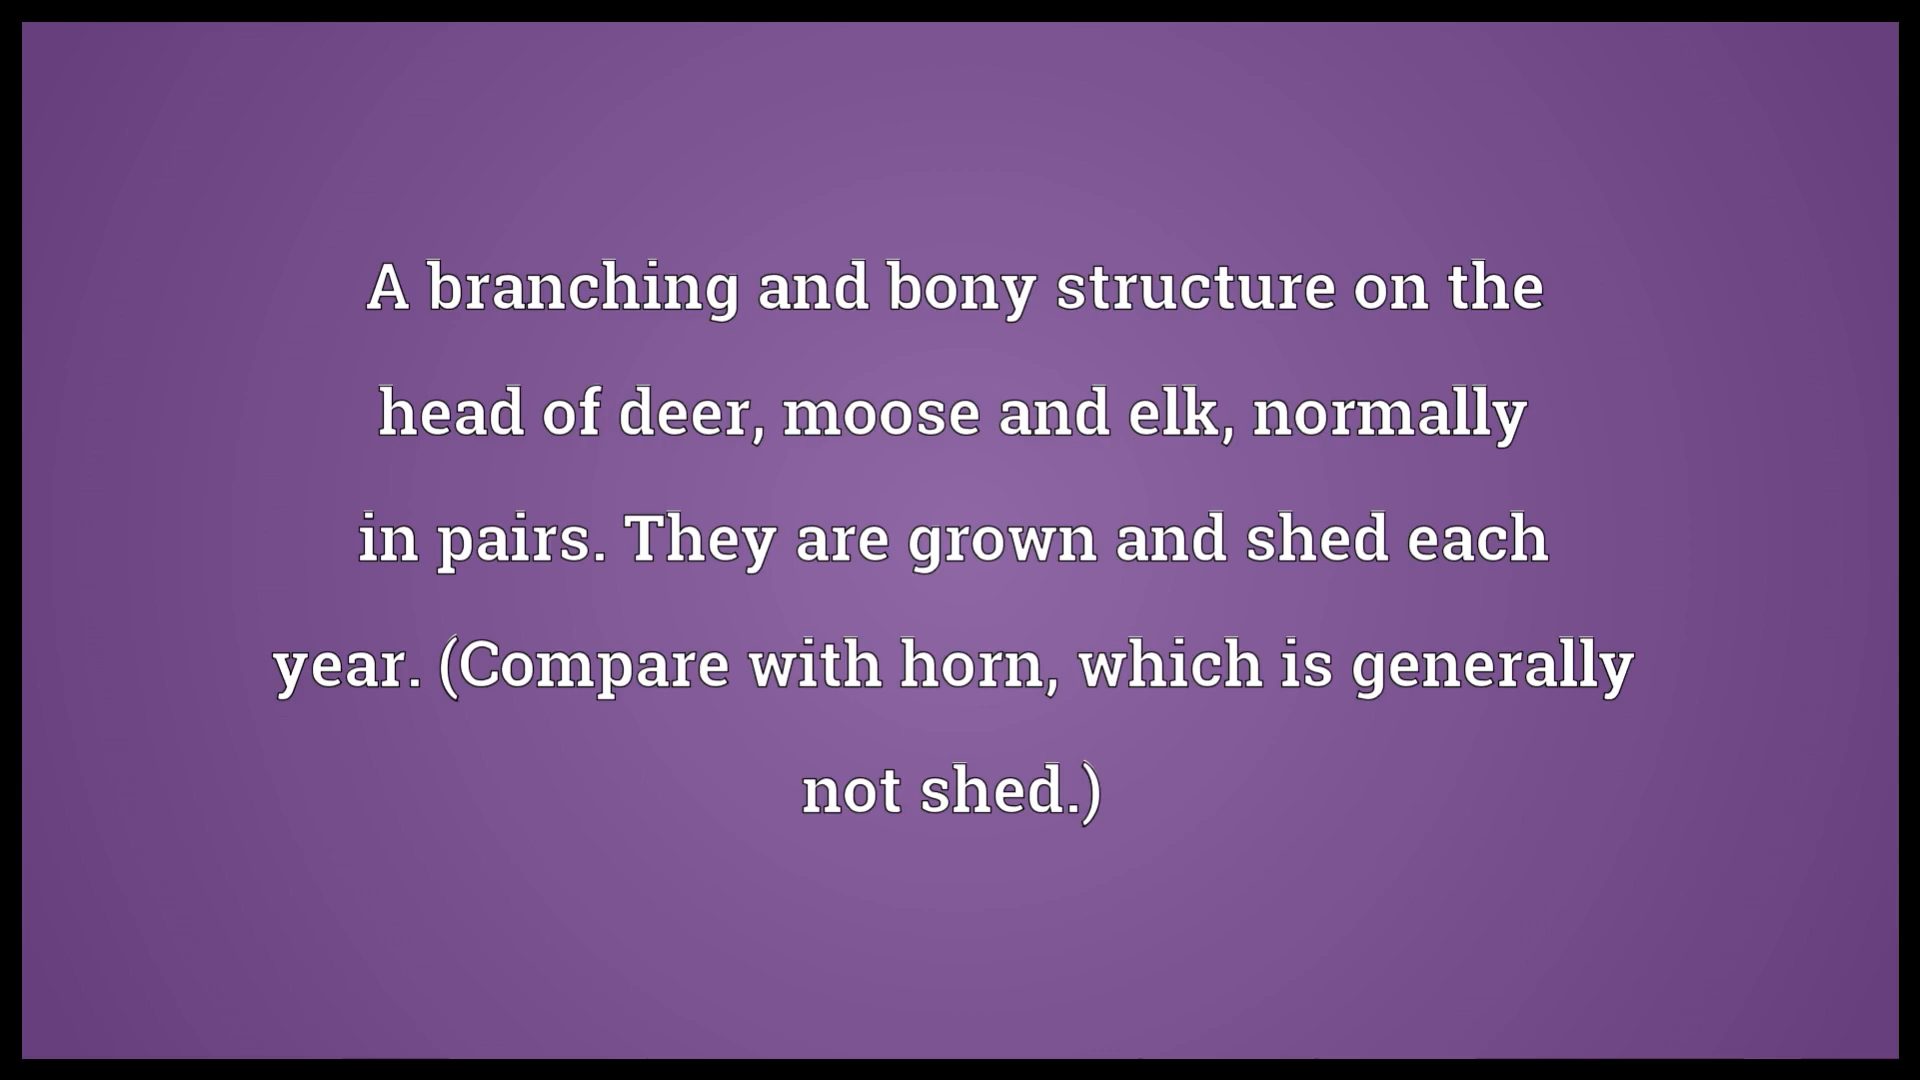 A branching and bony structure on the
head of deer, moose and elk, normally
in pairs. They are grown and shed each
year. (Compare with horn, which is generally
not shed.)